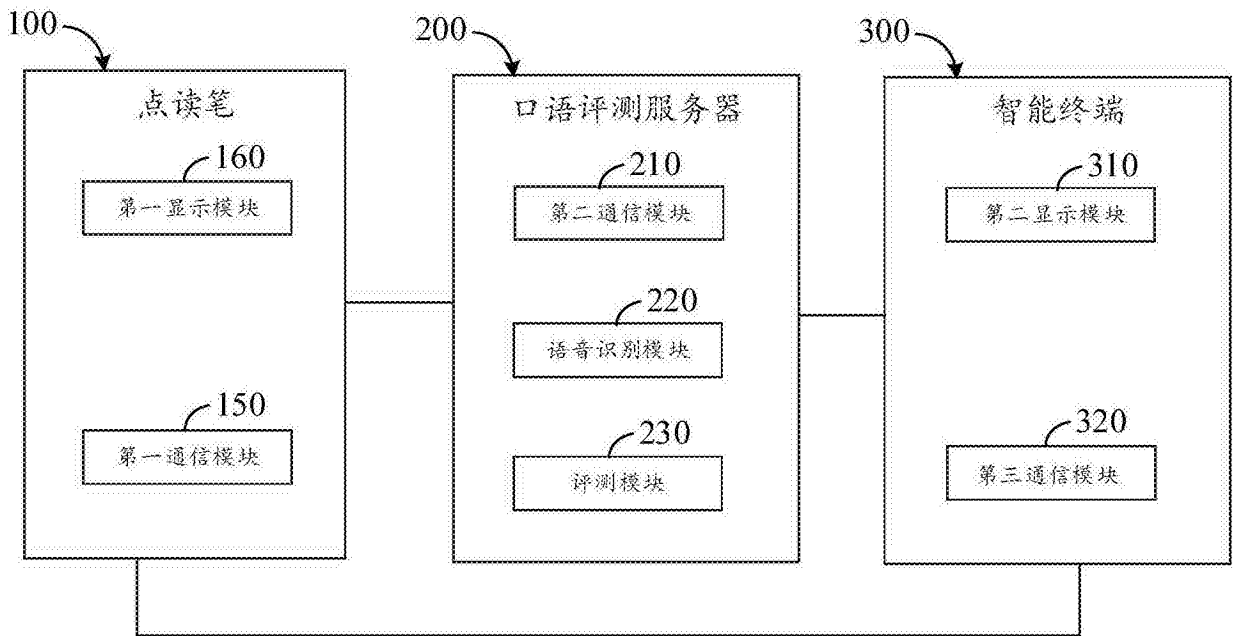 100
200
300
点读笔
口语评测服务器
智能终端
160
210
310
第一显示模块
第二通信模块
第二显示模块
220
语音识别模块
150
230
320
第一通信模块
评测模块
第三通信模块